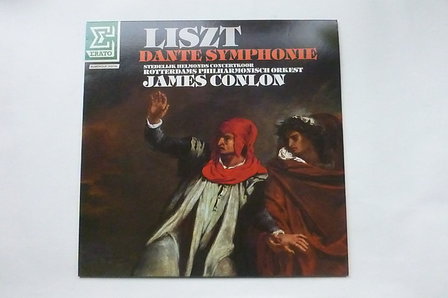 ERATO
LISZT
DANTE SYMPHONIE
STEDELIJK HELMONDS CONCERTKOOR
ROTTERDAMS PHILHARMONISCH ORKEST
JAMES CONLON